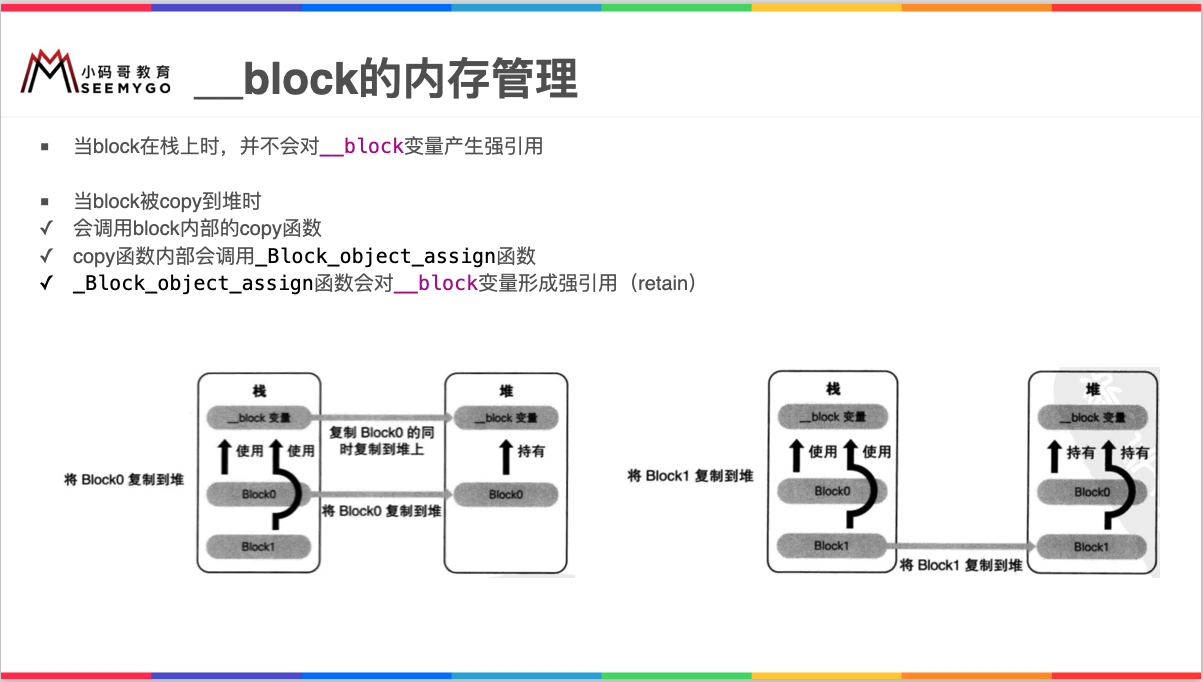 小码哥教育
SEEMYGO
__block的内存管理
当block在栈上时，并不会对__block变量产生强引用
当block被copy到堆时
会调用block内部的copy函数
copy函数内部会调用_Block_object_assign函数
_Block_object_assign函数会对__block变量形成强引用（retain）
将 Block0 复制到堆
栈
__block 变量
使用
使用
Block0
Block1
复制 Block0 的同
时复制到堆上
将 Block0 复制到堆
堆
__block 变量
持有
Block0
将 Block1 复制到堆
栈
__block 变量
使用
使用
Block0
Block1
将 Block1 复制到堆
堆
__block 变量
持有
持有
Block0
Block1